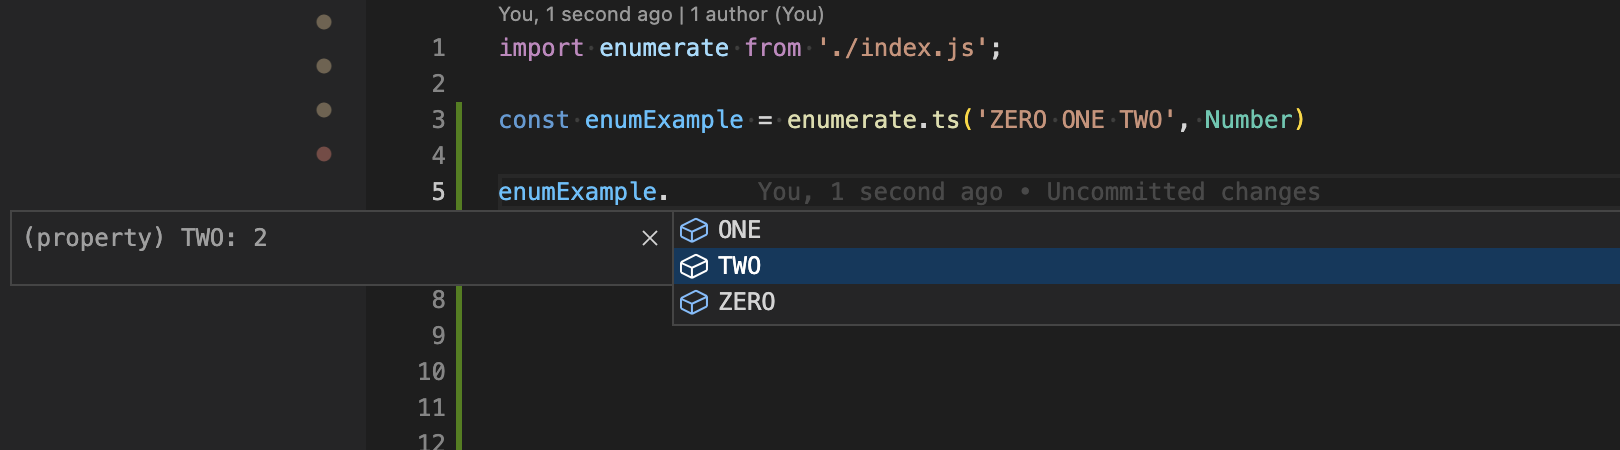 You, 1 second ago | 1 author (You)
1 import enumerate from './index.js';
2
3 const enumExample = enumerate.ts('ZERO ONE TWO', Number)
4
5 enumExample. You, 1 second ago • Uncommitted changes
(property) TWO: 2
ONE
TWO
ZERO
8
9
10
11
12